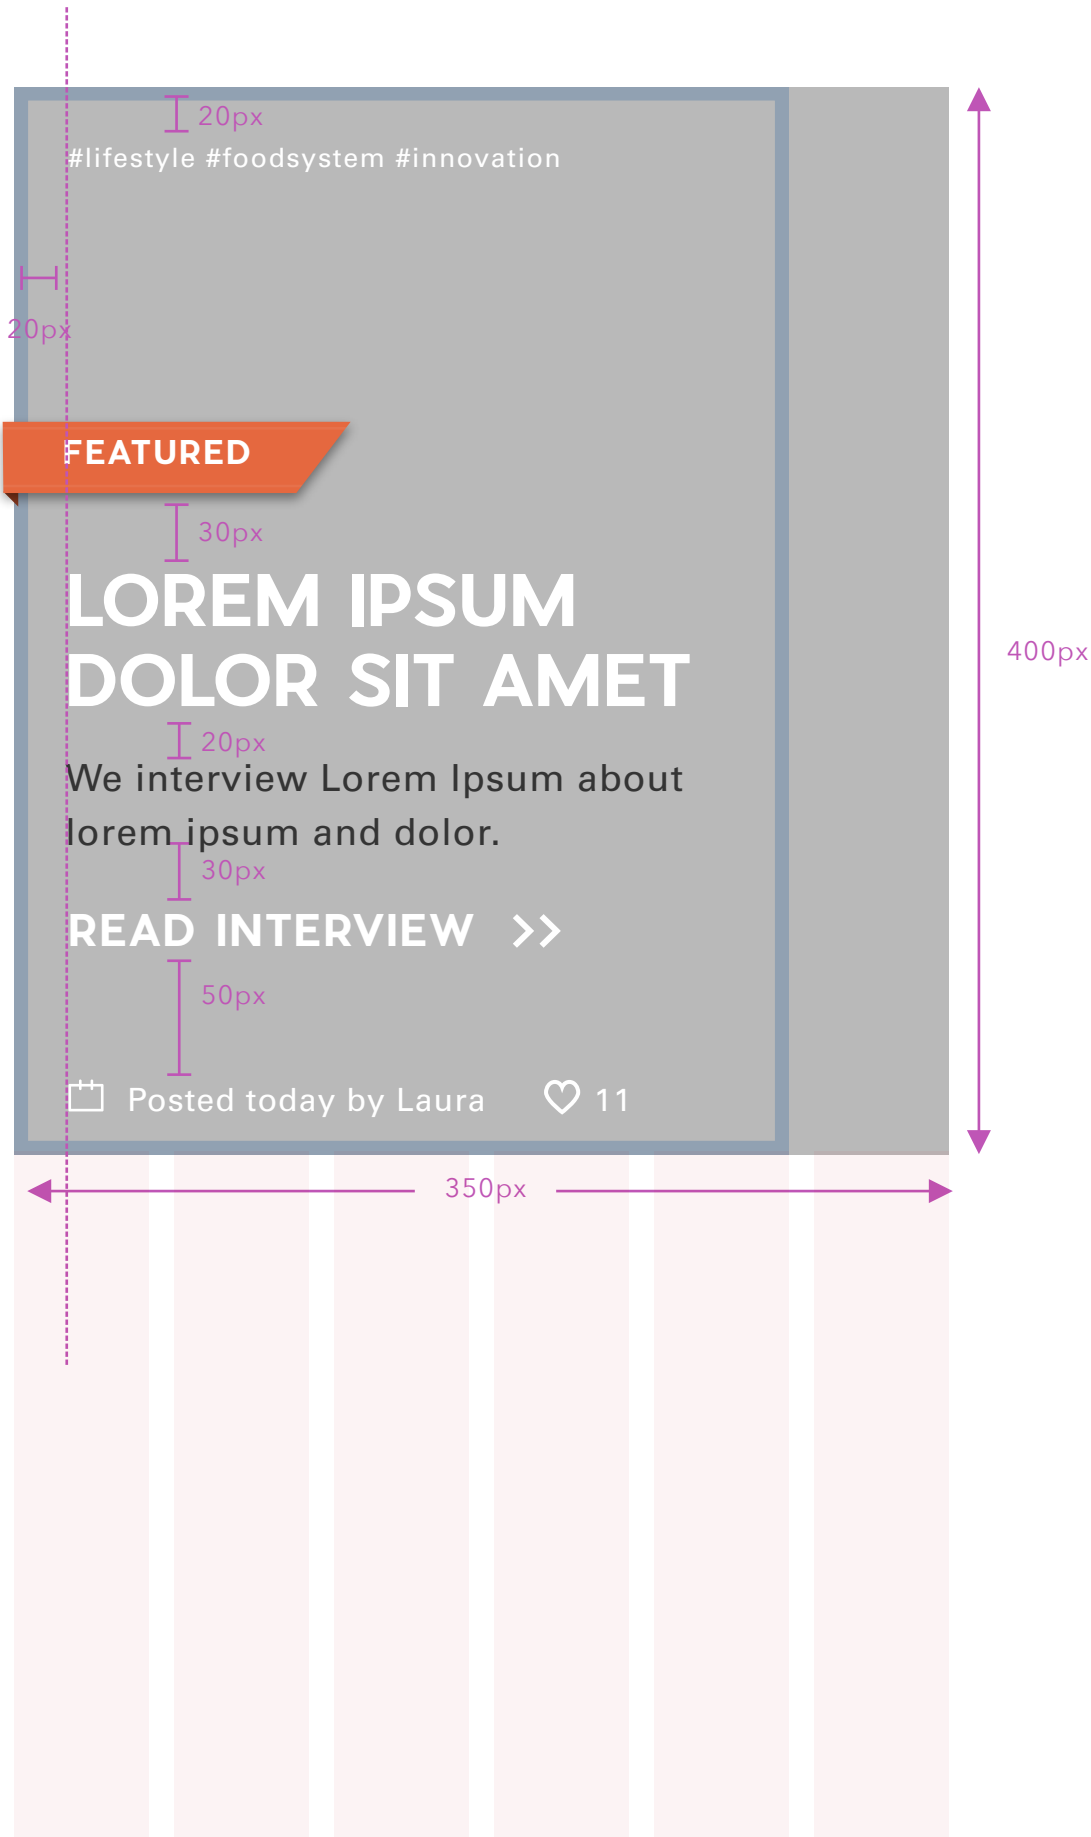 20px
#lifestyle #foodsystem #innovation
20px
FEATURED
30px
LOREM IPSUM
DOLOR SIT AMET
400px
20px
We interview Lorem Ipsum about
lorem ipsum and dolor.
30px
READ INTERVIEW >>
50px
Posted today by Laura 11
350px